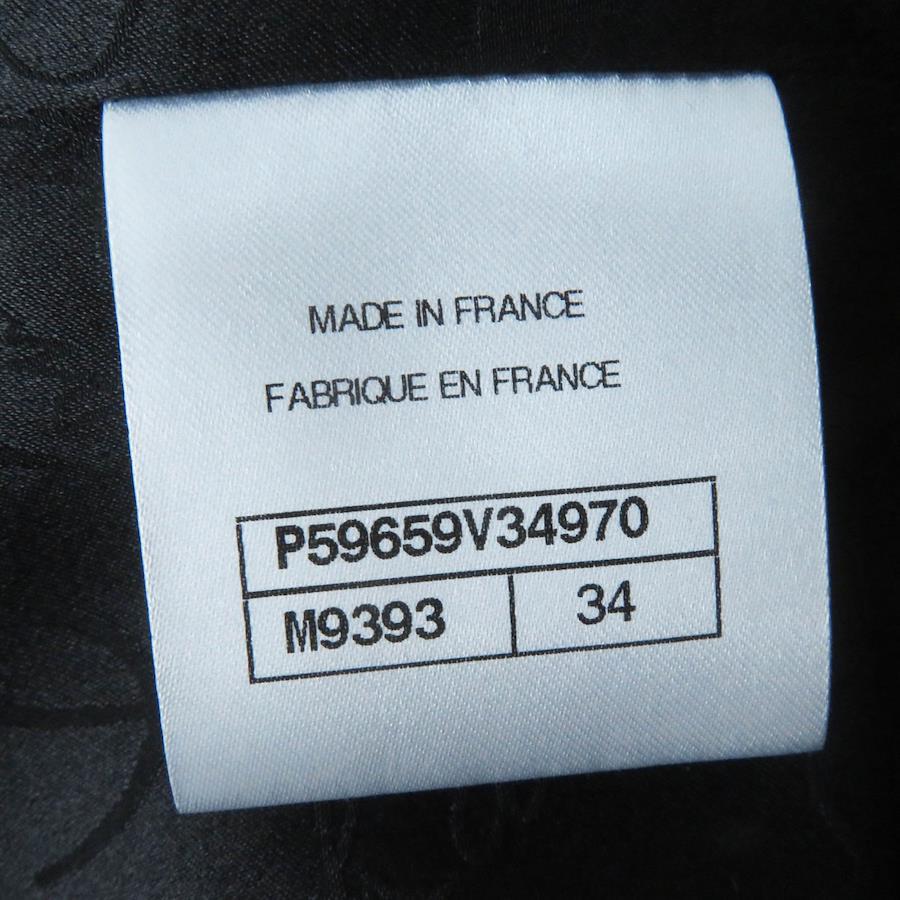 MADE IN FRANCE
FABRIQUE EN FRANCE
P59659V34970
M9393 34